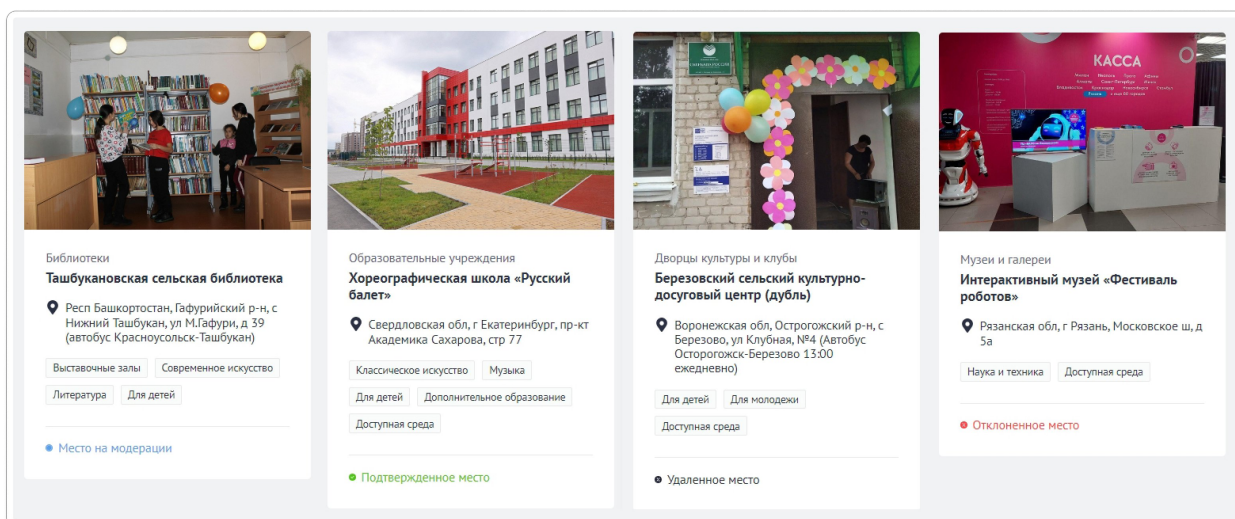 КАССА
Библиотеки
Ташбукановская сельская библиотека
Респ Башкортостан, Гафурийский р-н, с
Нижний Ташбукан, ул М.Гафури, д 39
(автобус Красноусольск-Ташбукан)
Выставочные залы
Современное искусство
Литература
Для детей
Место на модерации
Образовательные учреждения
Хореографическая школа «Русский
балет»
Свердловская обл, г Екатеринбург, пр-кт
Академика Сахарова, стр 77
Классическое искусство
Музыка
Для детей
Дополнительное образование
Доступная среда
Подтвержденное место
Дворцы культуры и клубы
Березовский сельский культурно-
досуговый центр (дубль)
Воронежская обл, Острогожский р-н, с
Березово, ул Клубная, №4 (Автобус
Осторогожск-Березово 13:00
ежедневно)
Для детей
Для молодежи
Доступная среда
Удаленное место
Музеи и галереи
Интерактивный музей «Фестиваль
роботов»
Рязанская обл, г Рязань, Московское ш, д
5а
Наука и техника
Доступная среда
Отклоненное место